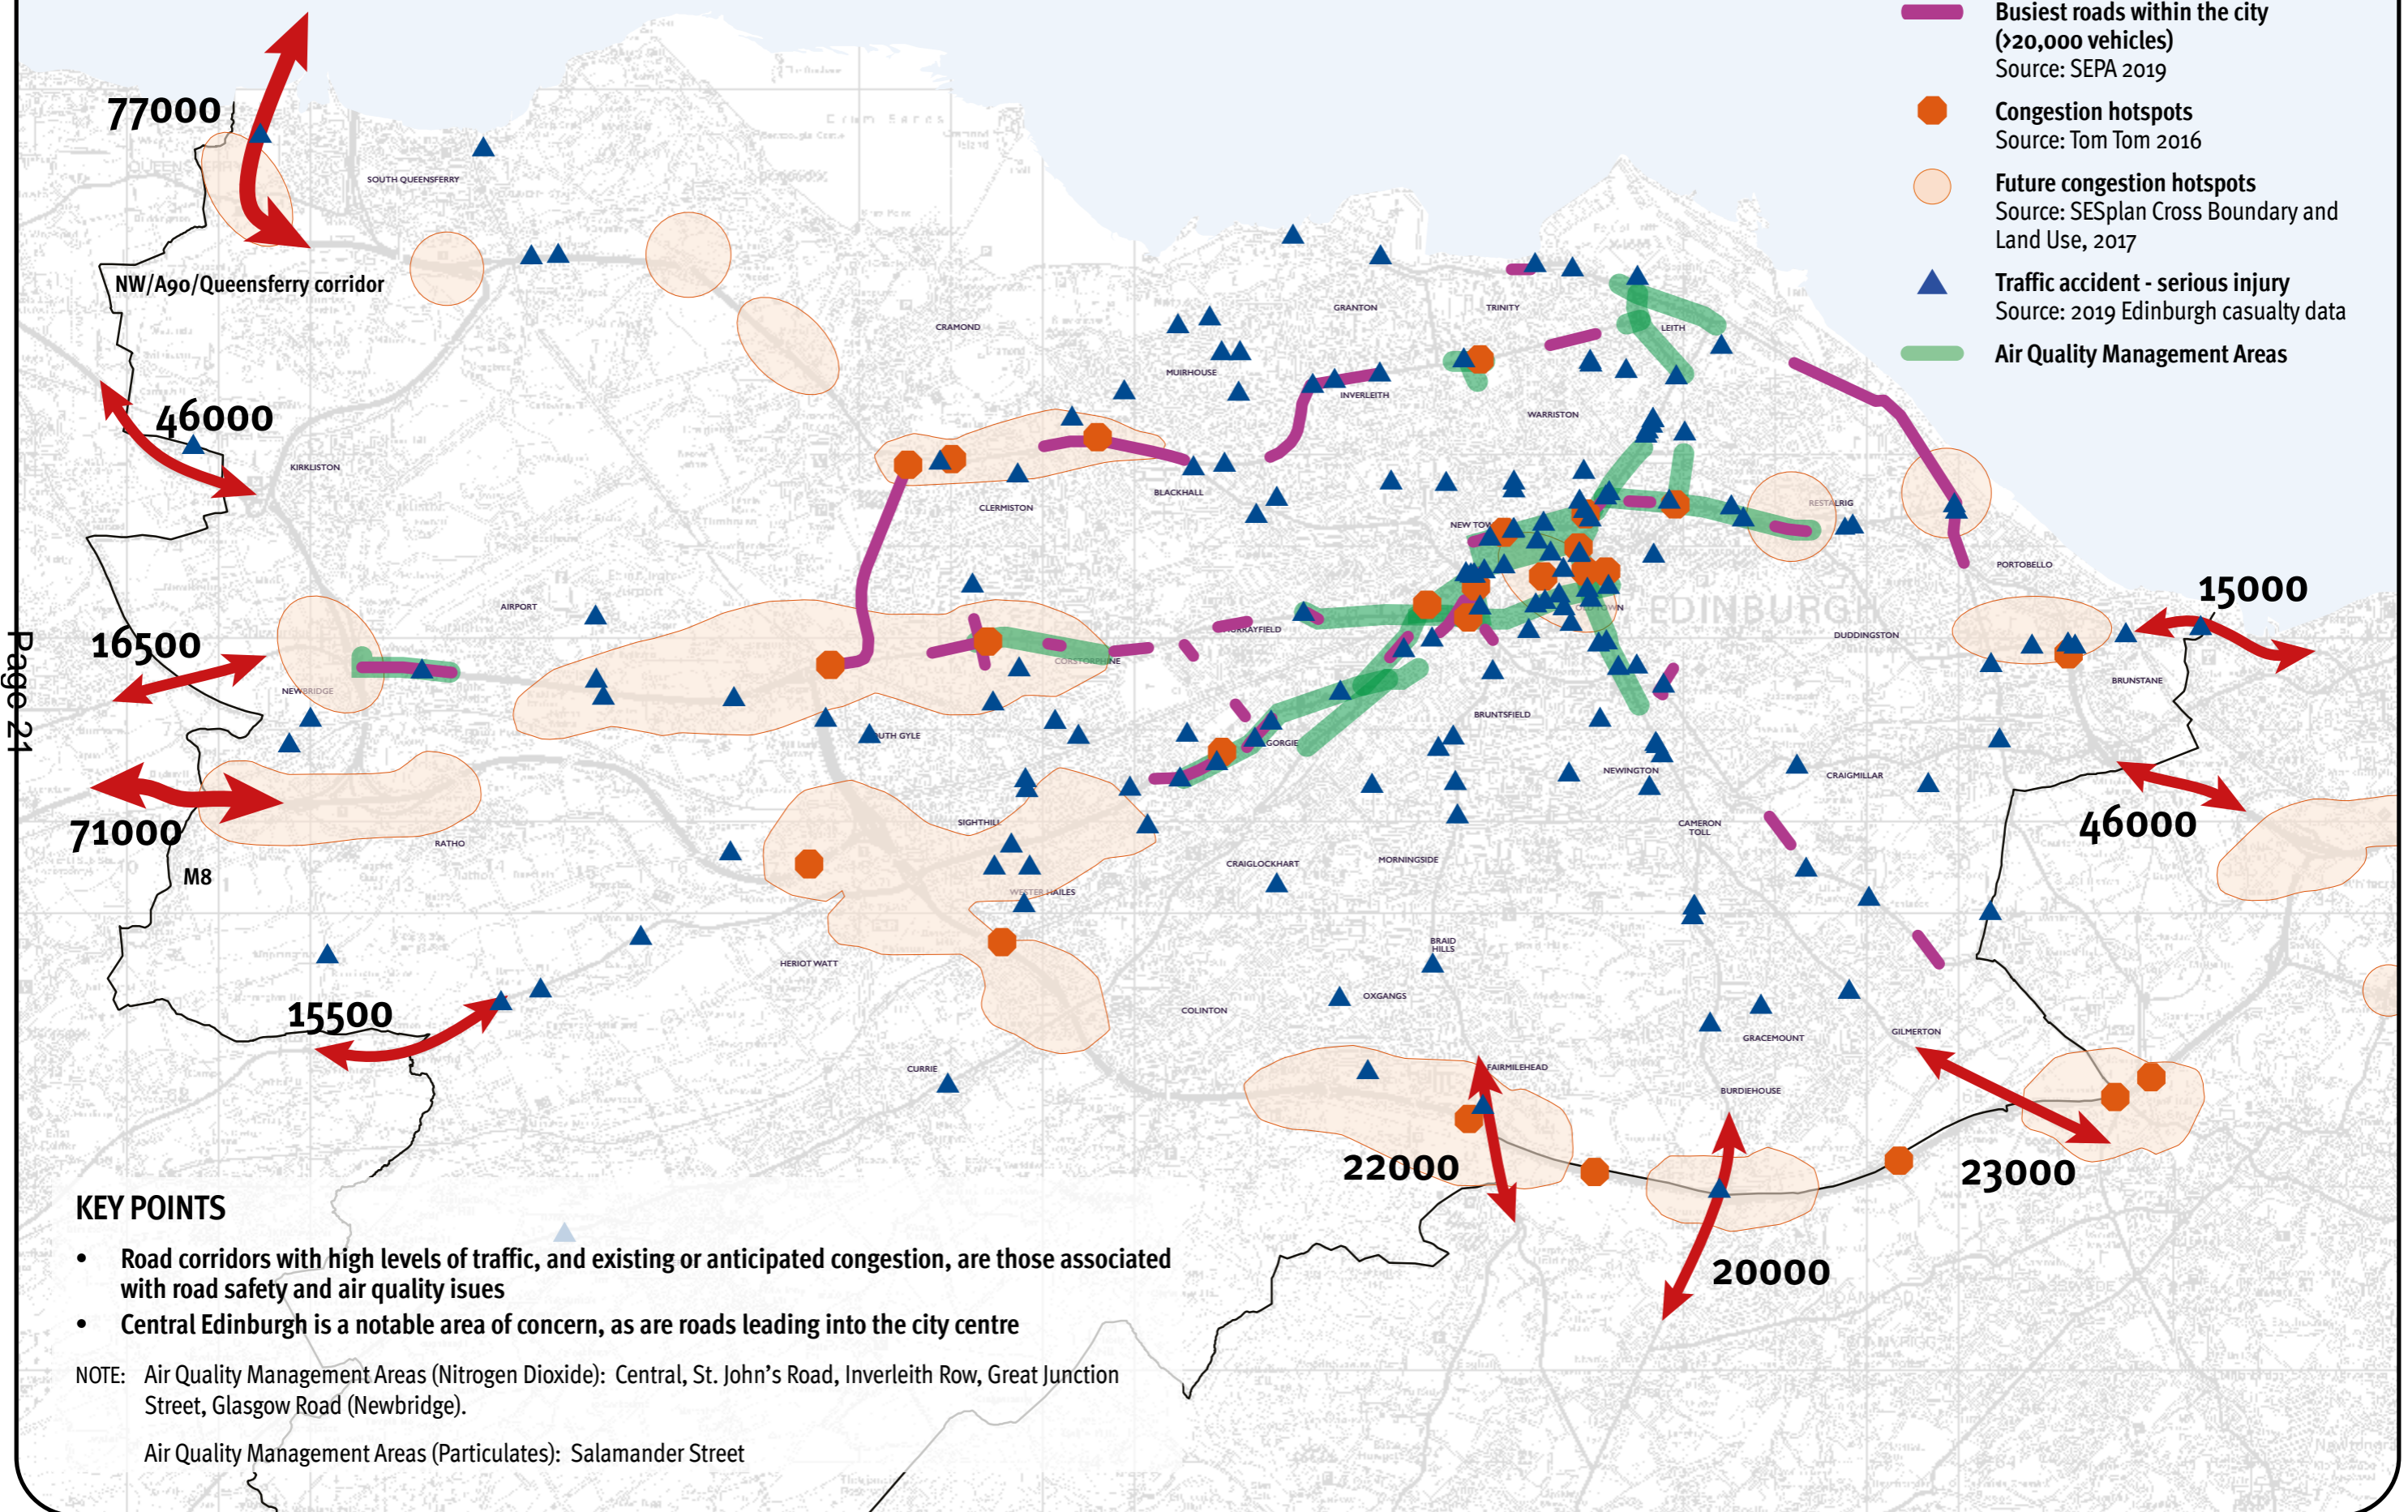 Busiest roads within the city
(>20,000 vehicles)
Source: SEPA 2019
Congestion hotspots
Source: Tom Tom 2016
Future congestion hotspots
Source: SESplan Cross Boundary and
Land Use, 2017
Traffic accident - serious injury
Source: 2019 Edinburgh casualty data
Air Quality Management Areas
77000
SOUTH QUEENSFERRY
NW/A90/Queensferry corridor
46000
KIRKLISTON
CRAMOND
MUIRHOUSE
GRANTON
TRINITY
LEITH
INVERLEITH
WARRISTON
CLERMISTON
BLACKHALL
NEW TOWN
RESTALRIG
PORTOBELLO
EDINBURGH
15000
AIRPORT
16500
NEWBRIDGE
CORSTORPHINE
MURRAYFIELD
OLD TOWN
DUDDINGSTON
BRUNSTANE
SOUTH GYLE
GORGIE
BRUNTSFIELD
NEWINGTON
CRAIGMILLAR
Page 21
71000
RATHO
M8
SIGHTHILL
WESTER HAILES
CRAIGLOCKHART
MORNINGSIDE
CAMERON
TOLL
46000
HERIOT WATT
BRAID
HILLS
15500
COLINTON
OXGANGS
GRACEMOUNT
GILMERTON
CURRIE
FAIRMILEHEAD
BURDIEHOUSE
22000
23000
20000
KEY POINTS
• Road corridors with high levels of traffic, and existing or anticipated congestion, are those associated
with road safety and air quality isues
• Central Edinburgh is a notable area of concern, as are roads leading into the city centre
NOTE: Air Quality Management Areas (Nitrogen Dioxide): Central, St. John's Road, Inverleith Row, Great Junction
Street, Glasgow Road (Newbridge).
Air Quality Management Areas (Particulates): Salamander Street